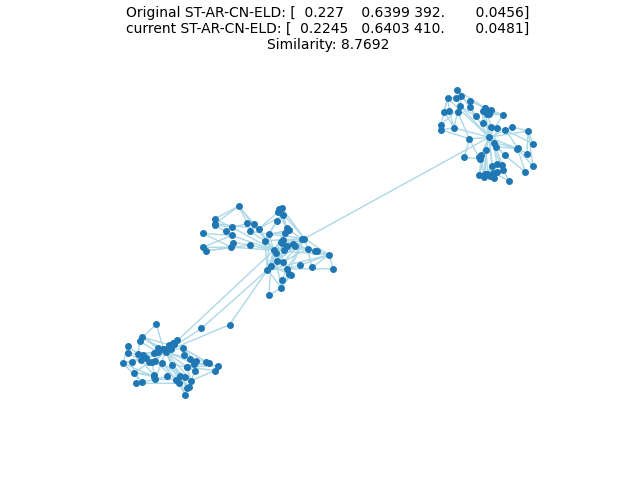 Original ST-AR-CN-ELD: [  0.227    0.6399 392.       0.0456]
current ST-AR-CN-ELD: [  0.2245   0.6403 410.       0.0481]
Similarity: 8.7692